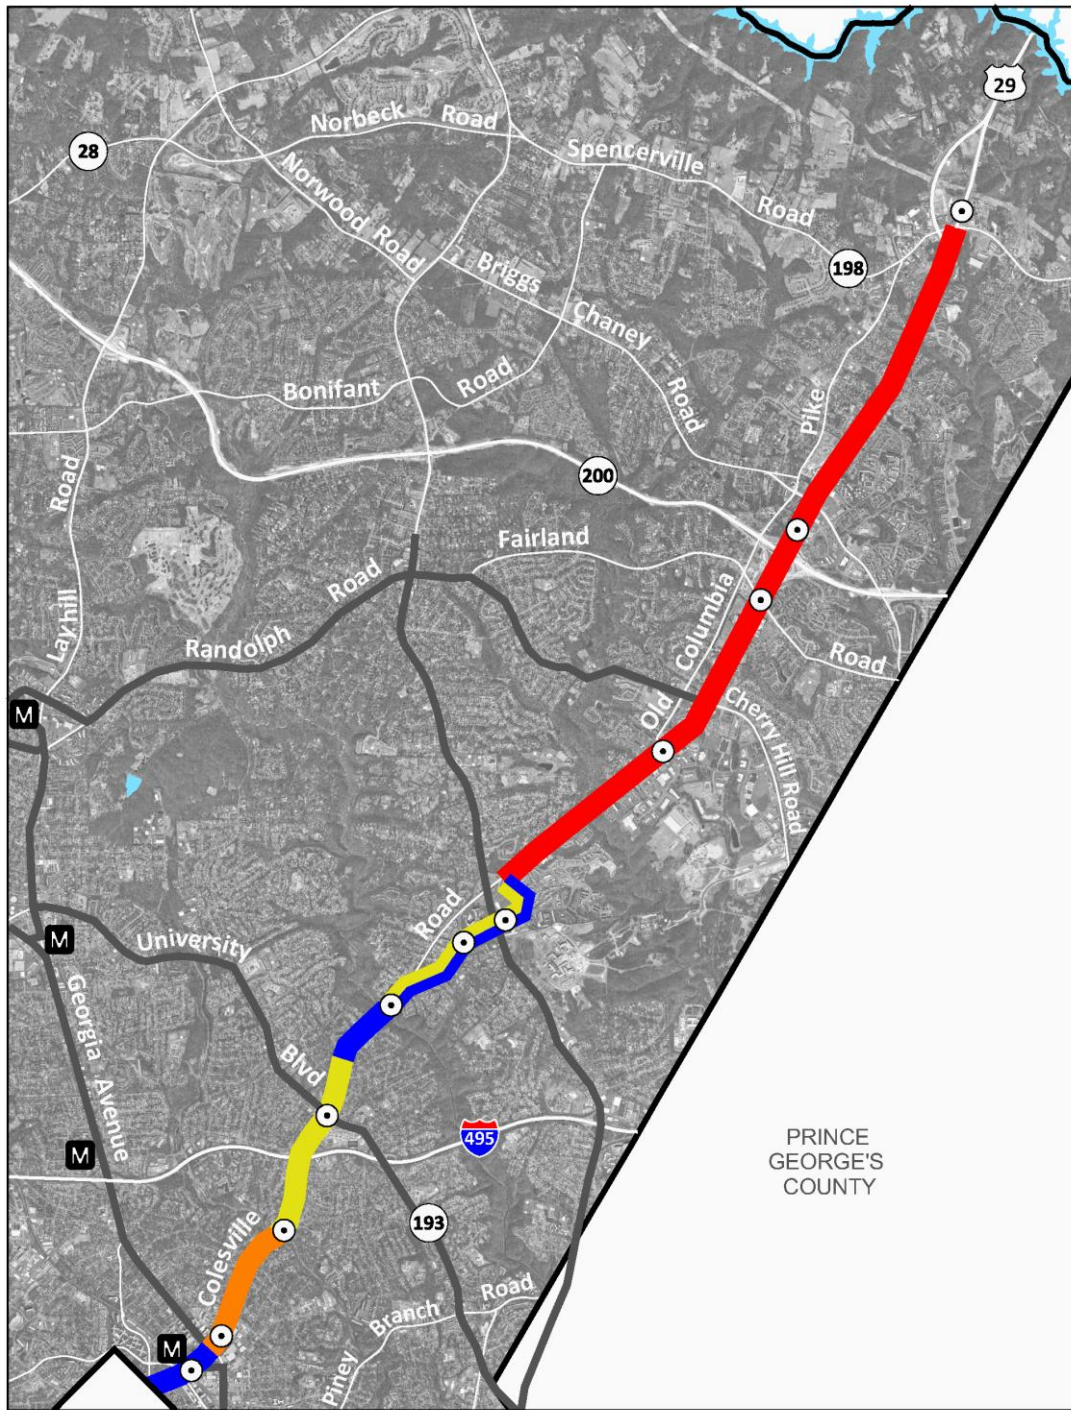 29
28
Norbeck Road
Spencerville Road
Norwood Road
198
Briggs Chaney Road
Bonifant Road
Pike
200
Road
Layhill
Fairland
Road
Randolph
Road
Columbia
Old
Cherry Hill Road
M
M
University
Blvd
Road
Georgia
Avenue
M
495
PRINCE
GEORGE'S
COUNTY
Colesville
193
Piney
Branch
Road
M